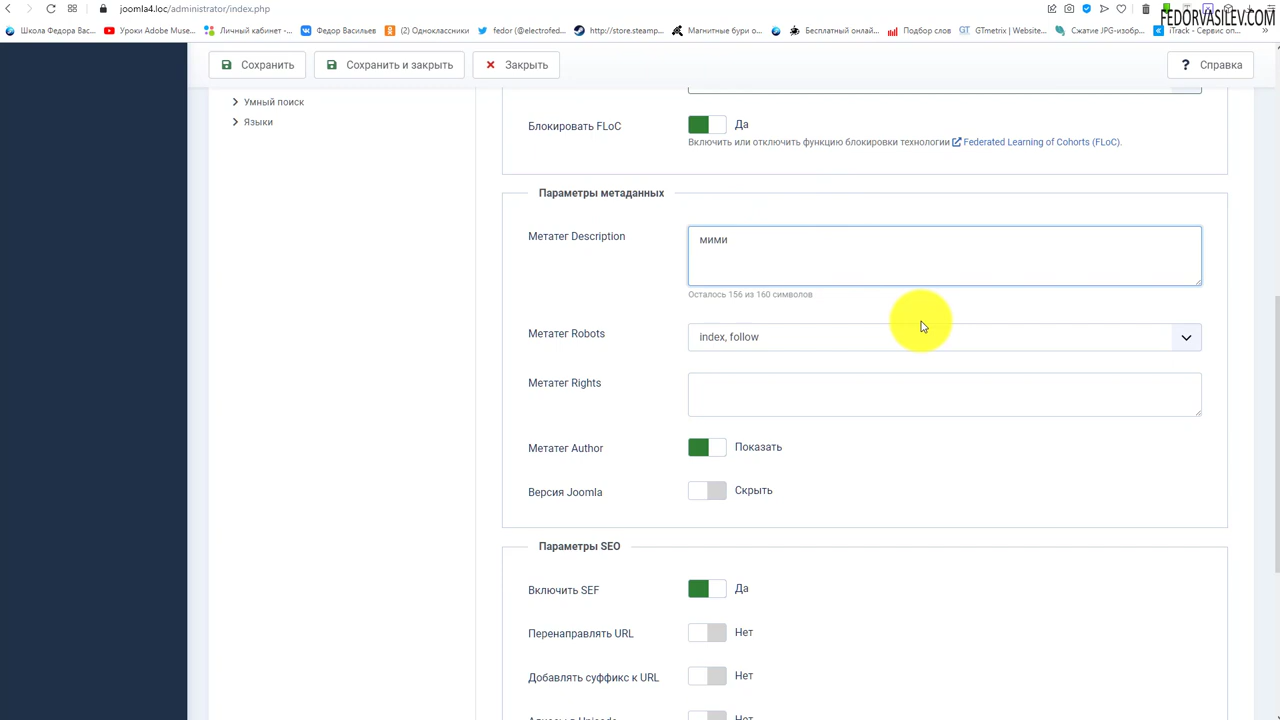 joomla4.loc/administrator/index.php
FEDORVASILEV.COM
Школа Федора Вас...
Уроки Adobe Muse...
Личный кабинет -...
Федор Васильев
(2) Одноклассники
fedor (@electrofed...
http://store.steamp...
Магнитные бури о...
Бесплатный онлай...
Подбор слов
GTmetrix | Website...
Сжатие JPG-изобр...
iTrack - Сервис оп...
Сохранить
Сохранить и закрыть
Закрыть
? Справка
Умный поиск
Языки
Блокировать FLoC
Да
Включить или отключить функцию блокировки технологии Federated Learning of Cohorts (FLoC).
Параметры метаданных
Метатег Description
мими
Осталось 156 из 160 символов
Метатег Robots
index, follow
Метатег Rights
Метатег Author
Показать
Версия Joomla
Скрыть
Параметры SEO
Включить SEF
Да
Перенаправлять URL
Нет
Добавлять суффикс к URL
Нет